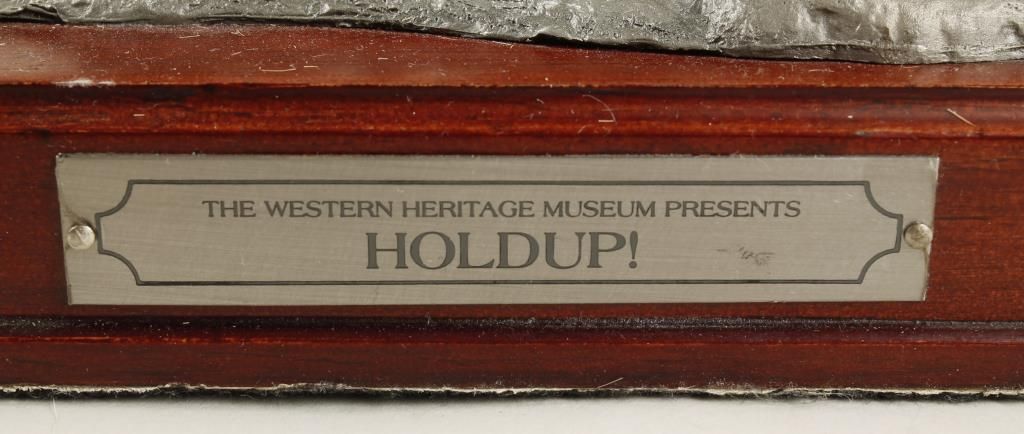 THE WESTERN HERITAGE MUSEUM PRESENTS
HOLDUP!